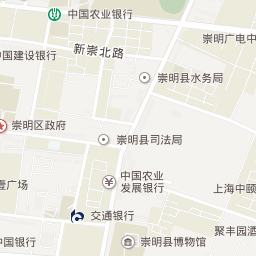 中国农业银行
崇明广电中
新崇北路
中国建设银行
崇明县水务局
崇明区政府
崇明县司法局
中国农业
发展银行
壹广场
上海中颐
交通银行
聚丰园酒
中国银行
崇明县博物馆